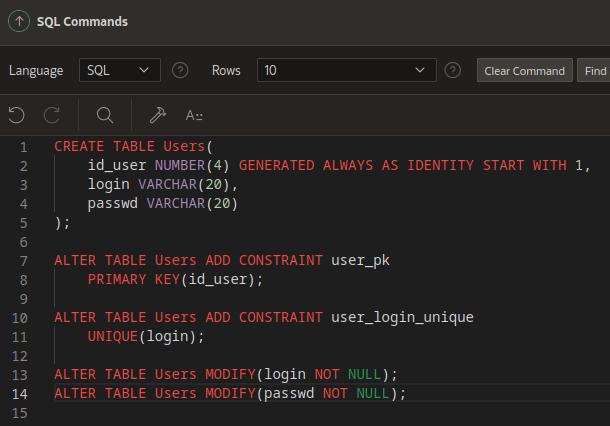 SQL Commands
Language SQL Rows 10 Clear Command Find
A::
1 CREATE TABLE Users(
2 id_user NUMBER(4) GENERATED ALWAYS AS IDENTITY START WITH 1,
3 login VARCHAR(20),
4 passwd VARCHAR(20)
5 );
6
7 ALTER TABLE Users ADD CONSTRAINT user_pk
8 PRIMARY KEY(id_user);
9
10 ALTER TABLE Users ADD CONSTRAINT user_login_unique
11 UNIQUE(login);
12
13 ALTER TABLE Users MODIFY(login NOT NULL);
14 ALTER TABLE Users MODIFY(passwd NOT NULL);
15